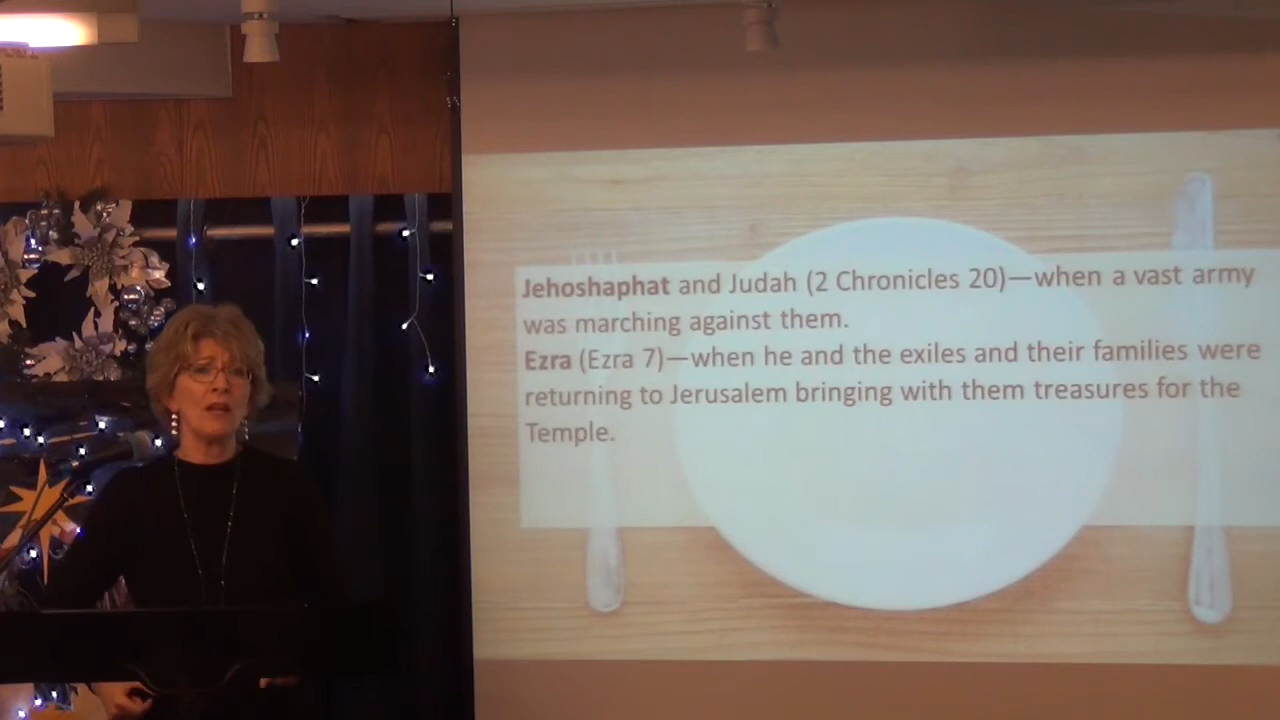 Jehoshaphat and Judah (2 Chronicles 20)—when a vast army
was marching against them.
Ezra (Ezra 7)—when he and the exiles and their families were
returning to Jerusalem bringing with them treasures for the
Temple.